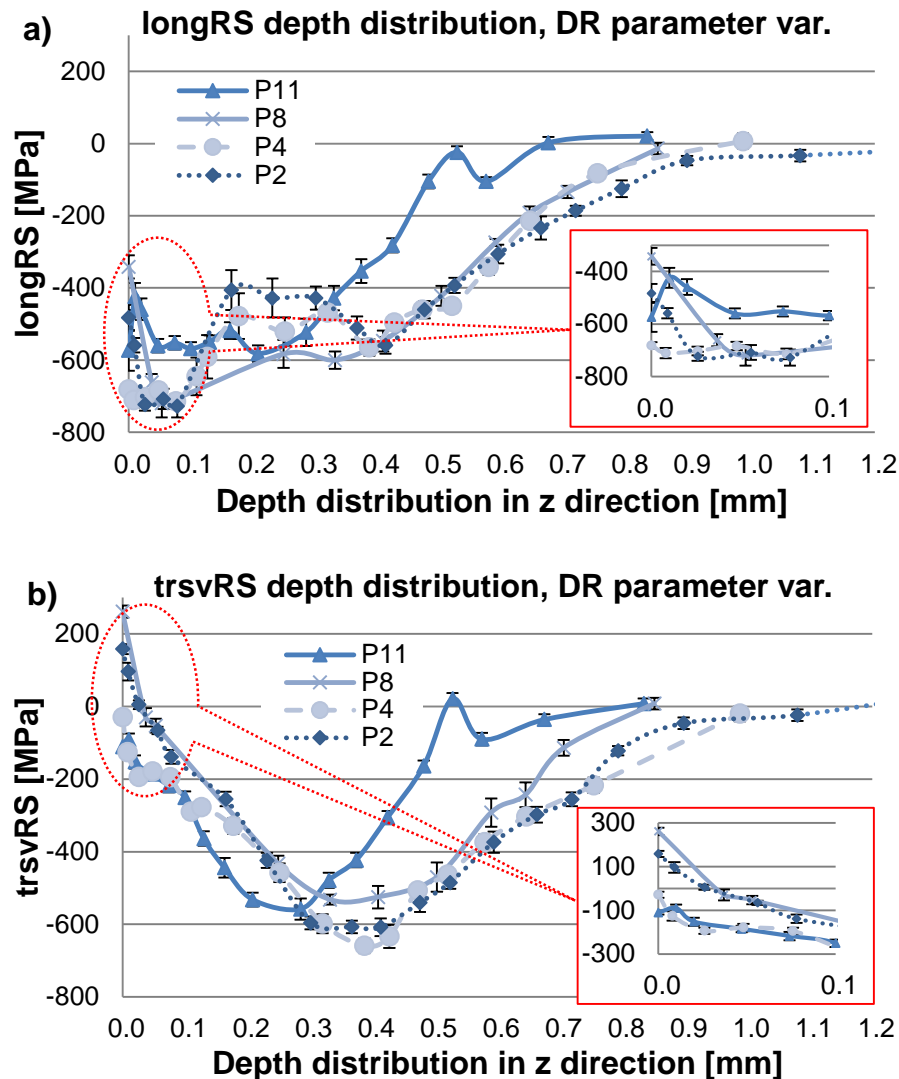 a)
longRS depth distribution, DR parameter var.
200
0
-200
-400
-600
-800
longRS [MPa]
P11
P8
P4
P2
-400
-600
-800
0.0
0.1
0.0 0.1 0.2 0.3 0.4 0.5 0.6 0.7 0.8 0.9 1.0 1.1 1.2
Depth distribution in z direction [mm]
b)
trsvRS depth distribution, DR parameter var.
200
0
-200
-400
-600
-800
trsvRS [MPa]
P11
P8
P4
P2
300
100
-100
-300
0.0
0.1
0.0 0.1 0.2 0.3 0.4 0.5 0.6 0.7 0.8 0.9 1.0 1.1 1.2
Depth distribution in z direction [mm]